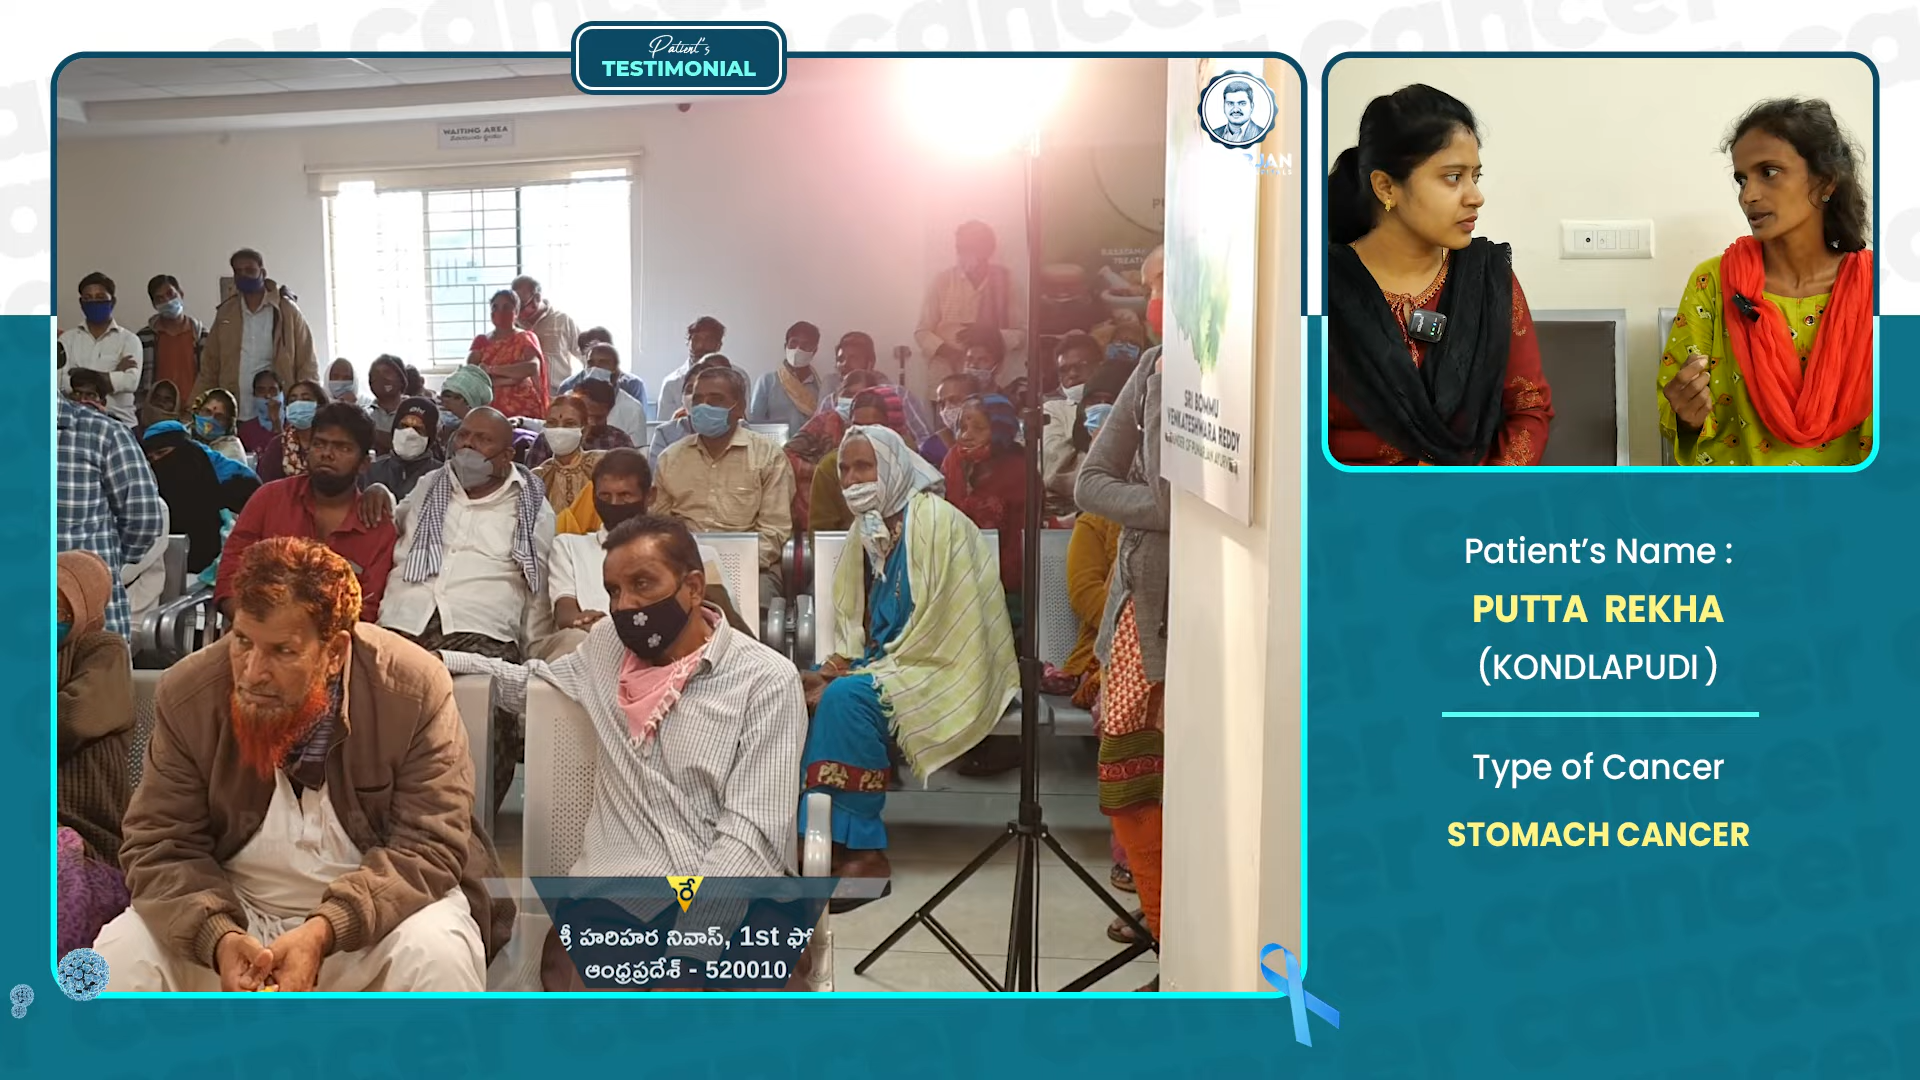 Patient's
TESTIMONIAL
WAITING AREA
SRI BOMMU
VENKATESHWARA REDDY
శ్రీ హరిహర నివాస్, 1st
ఆంధ్రప్రదేశ్ - 520010.
Patient's Name :
PUTTA REKHA
(KONDLAPUDI)
Type of Cancer
STOMACH CANCER